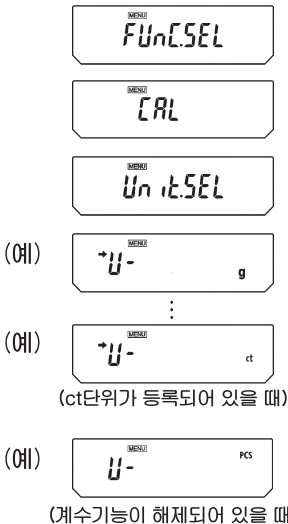 MENU
FUnC.SEL
MENU
CAL
MENU
Unit.SEL
(예) MENU
➜U- g
⋮
(예) MENU
➜U- ct
(ct단위가 등록되어 있을 때)
(예) MENU PCS
U-
(계수기능이 해제되어 있을 때